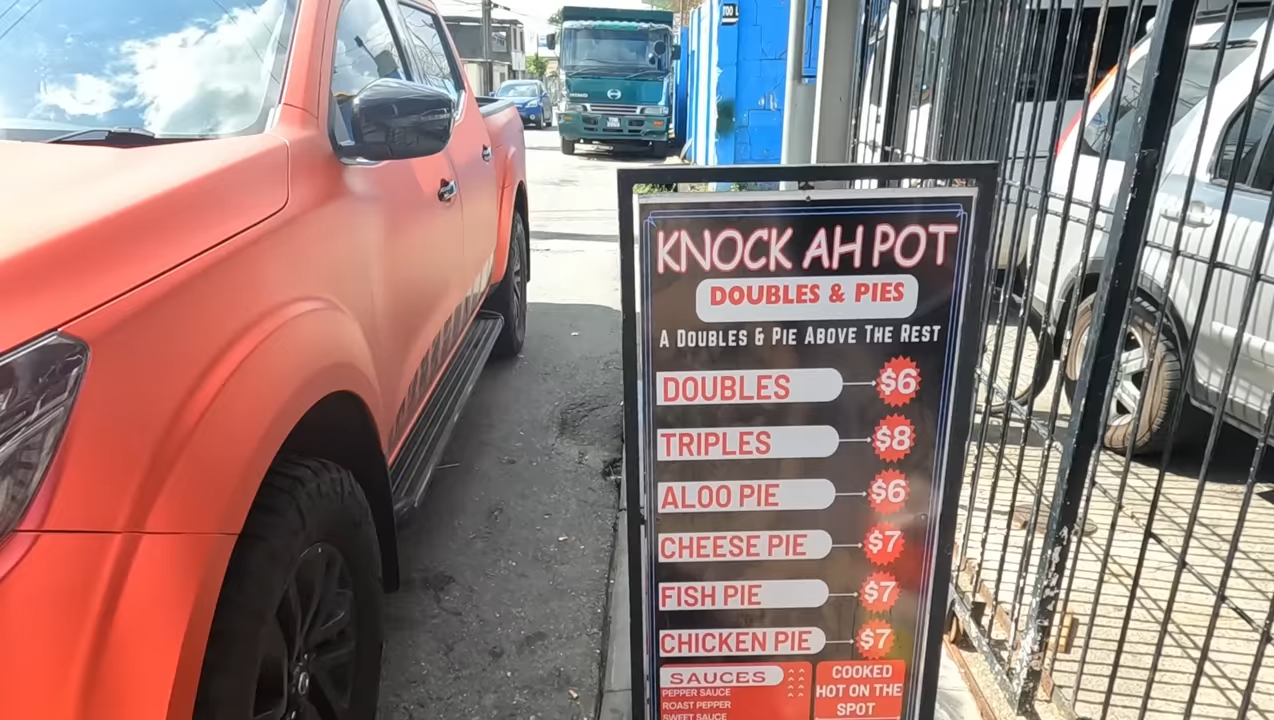 KNOCK AH POT
DOUBLES & PIES
A DOUBLES & PIE ABOVE THE REST
DOUBLES $6
TRIPLES $8
ALOO PIE $6
CHEESE PIE $7
FISH PIE $7
CHICKEN PIE $7
SAUCES
PEPPER SAUCE
ROAST PEPPER
SWEET SAUCE
COOKED
HOT ON THE
SPOT
HINO